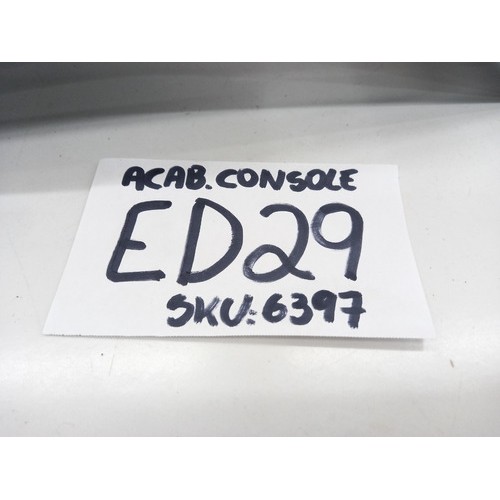 ACAB. CONSOLE
ED29
SKU: 6397